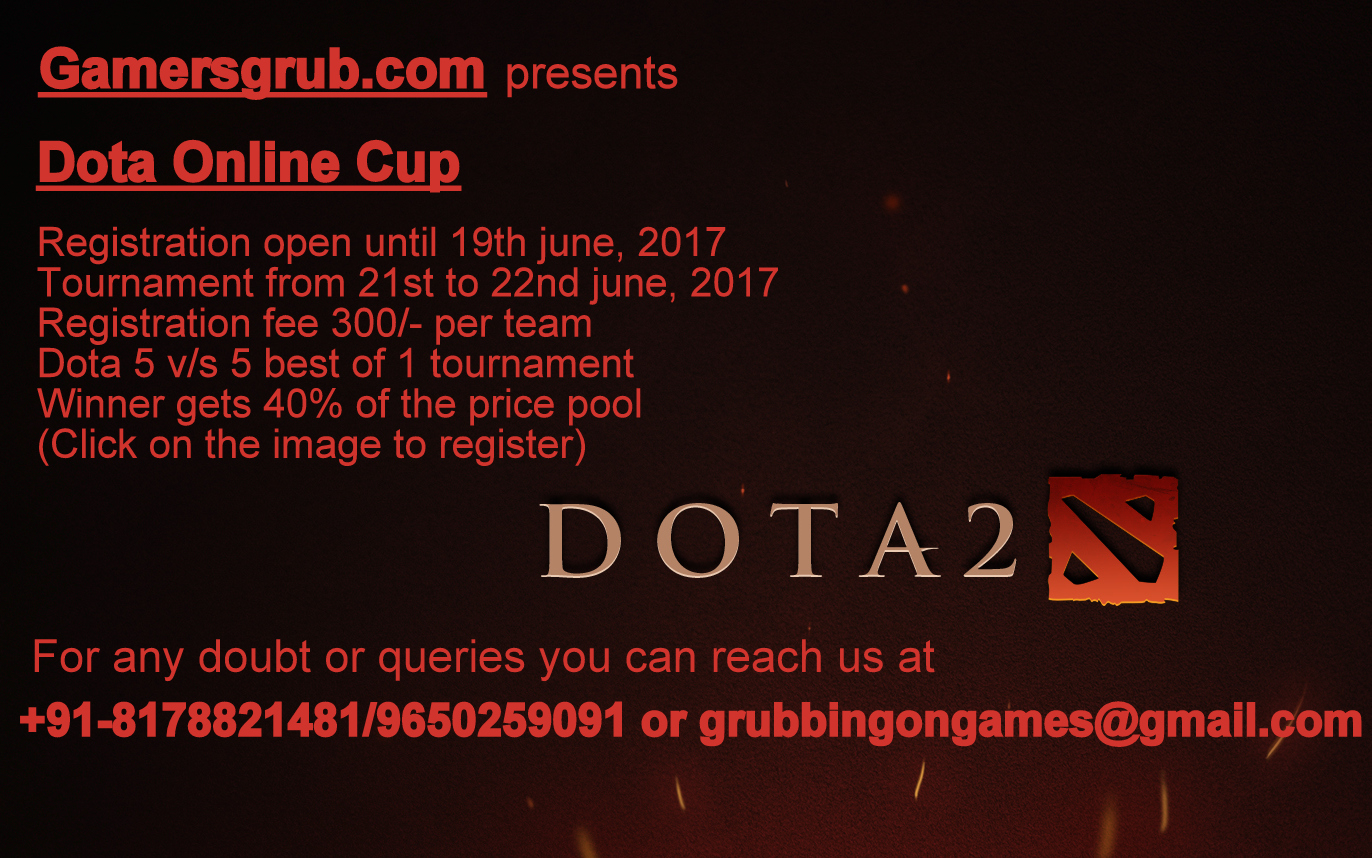 Gamersgrub.com presents
Dota Online Cup
Registration open until 19th june, 2017
Tournament from 21st to 22nd june, 2017
Registration fee 300/- per team
Dota 5 v/s 5 best of 1 tournament
Winner gets 40% of the price pool
(Click on the image to register)
DOTA2
For any doubt or queries you can reach us at
+91-8178821481/9650259091 or grubbingongames@gmail.com